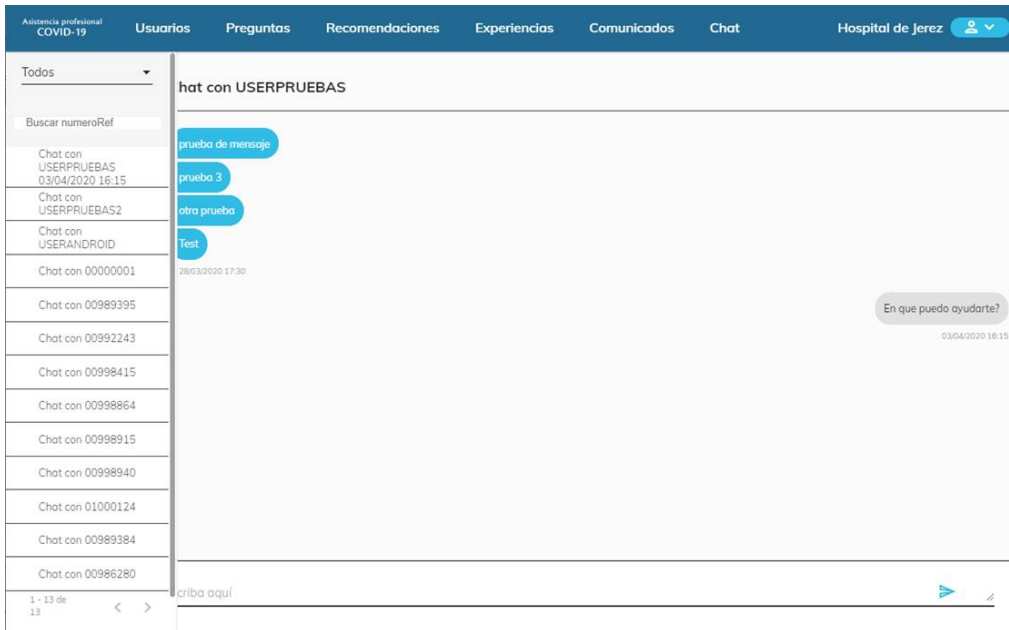 Asistencia profesional
COVID-19
Usuarios Preguntas Recomendaciones Experiencias Comunicados Chat Hospital de Jerez
Todos
Buscar numeroRef
Chat con
USERPRUEBAS
03/04/2020 16:15
Chat con
USERPRUEBAS2
Chat con
USERANDROID
Chat con 00000001
Chat con 00989395
Chat con 00992243
Chat con 00998415
Chat con 00998864
Chat con 00998915
Chat con 00998940
Chat con 01000124
Chat con 00989384
Chat con 00986280
1 - 13 de
13
hat con USERPRUEBAS
prueba de mensaje
prueba 3
otra prueba
Test
28/03/2020 17:30
En que puedo ayudarte?
03/04/2020 16:15
criba aquí